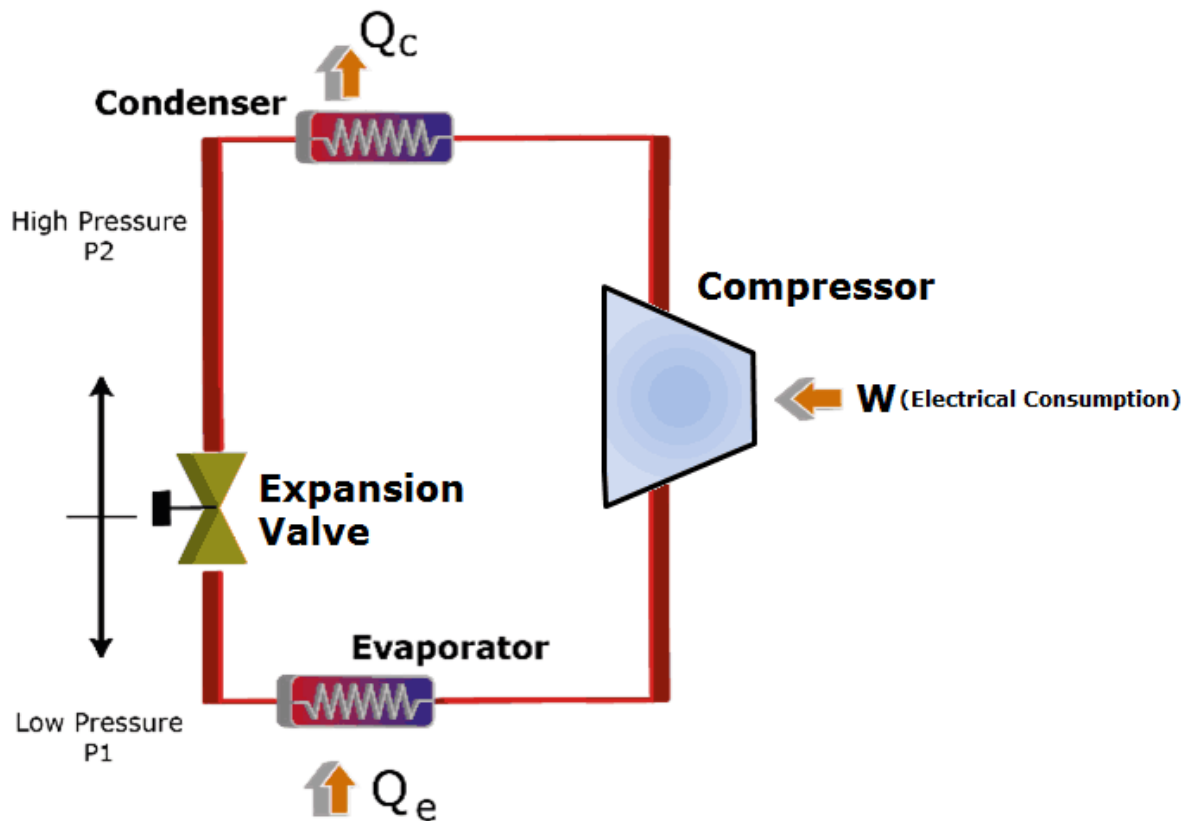 Qc
Condenser
High Pressure
P2
Compressor
W (Electrical Consumption)
Expansion
Valve
Evaporator
Low Pressure
P1
Qe